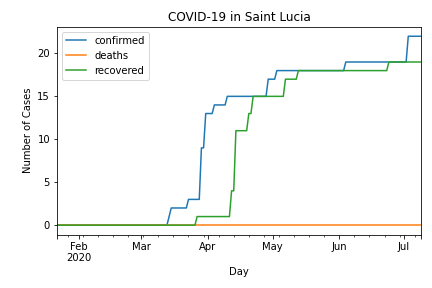 COVID-19 in Saint Lucia
confirmed
deaths
recovered
Number of Cases
20
15
10
5
0
Feb Mar Apr May Jun Jul
2020
Day